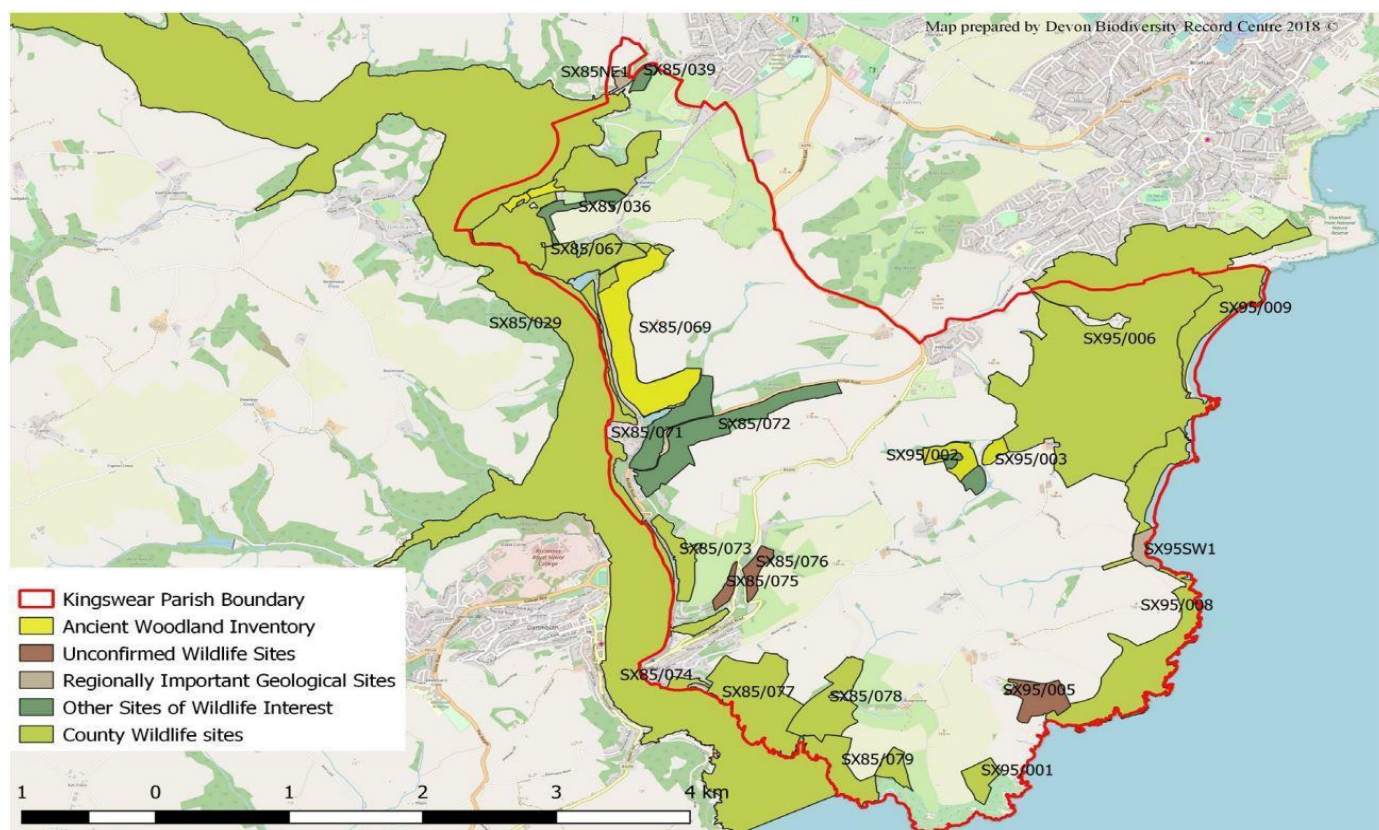 Map prepared by Devon Biodiversity Record Centre 2018 ©
SX85NE1
SX85/039
SX85/036
SX85/067
SX85/029
SX85/069
SX95/009
SX95/006
SX85/071
SX85/072
SX95/002
SX95/003
SX85/073
SX85/076
SX85/075
SX95SW1
SX95/008
SX85/074
SX85/077
SX85/078
SX95/005
SX85/079
SX95/001
Dartmouth
Kingswear Parish Boundary
Ancient Woodland Inventory
Unconfirmed Wildlife Sites
Regionally Important Geological Sites
Other Sites of Wildlife Interest
County Wildlife sites
1 0 1 2 3 4 km